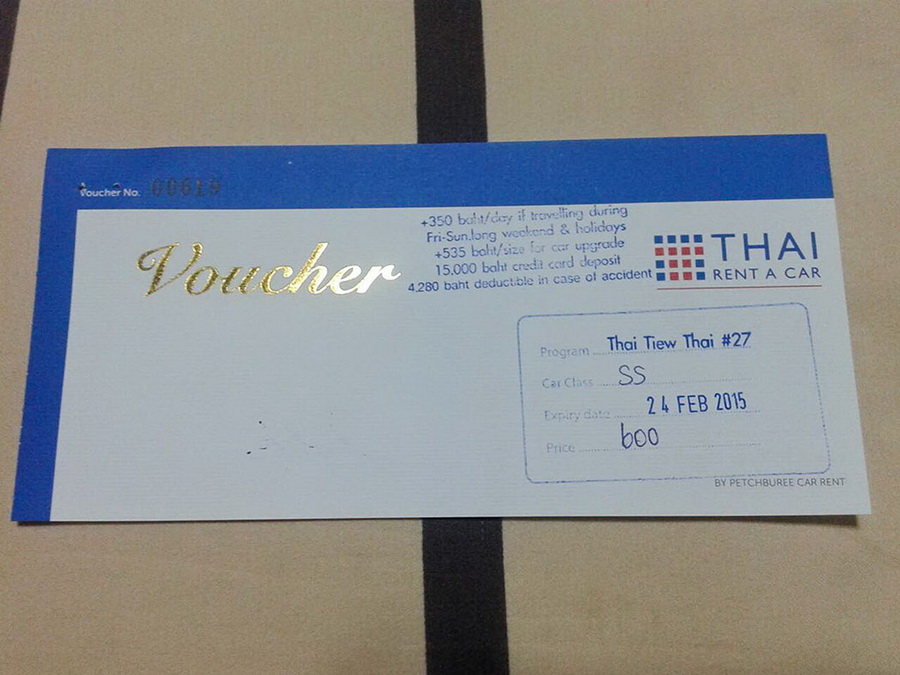 Voucher No. 00619
Voucher
+350 baht/day if travelling during
Fri-Sun,long weekend & holidays
+535 baht/size for car upgrade
15,000 baht credit card deposit
4,280 baht deductible in case of accident
THAI
RENT A CAR
Program Thai Tiew Thai #27
Car Class SS
Expiry date 24 FEB 2015
Price 600
BY PETCHBUREE CAR RENT